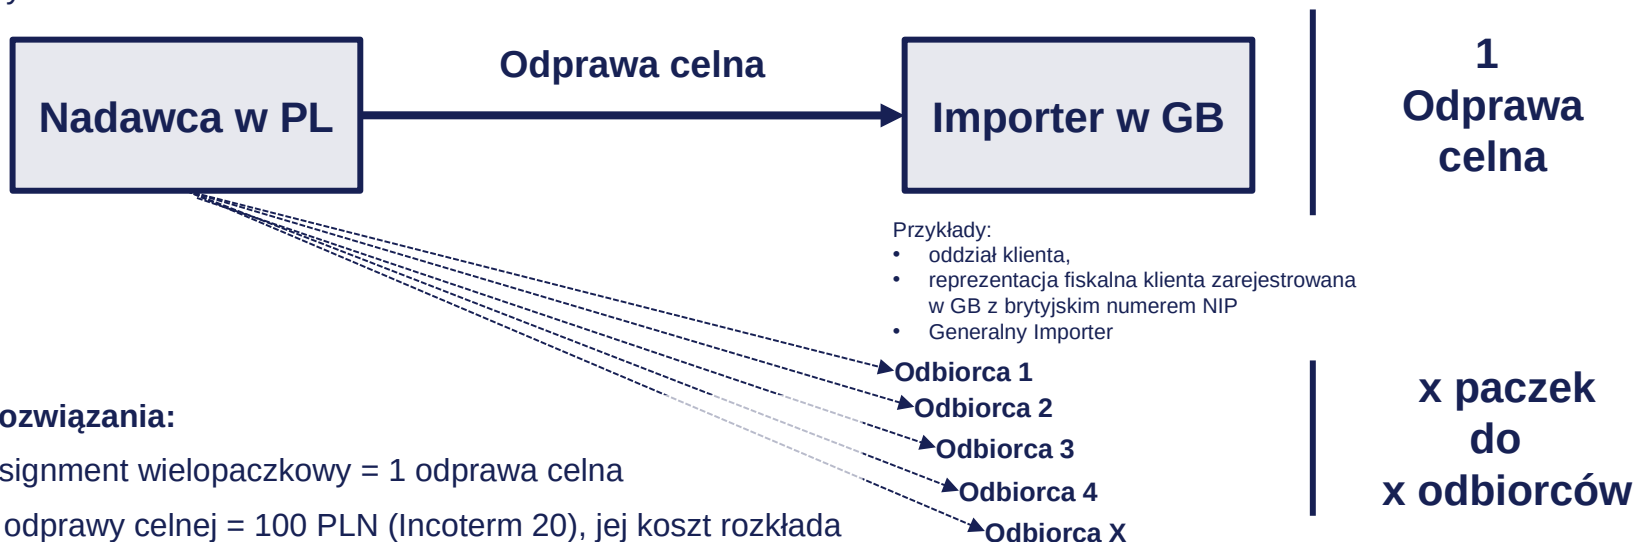 Nadawca w PL
Odprawa celna
Importer w GB
1
Odprawa
celna
Przykłady:
• oddział klienta,
• reprezentacja fiskalna klienta zarejestrowana
w GB z brytyjskim numerem NIP
• Generalny Importer
Odbiorca 1
Odbiorca 2
Odbiorca 3
Odbiorca 4
Odbiorca X
x paczek
do
x odbiorców
ozwiązania:
signment wielopaczkowy = 1 odprawa celna
odprawy celnej = 100 PLN (Incoterm 20), jej koszt rozkłada